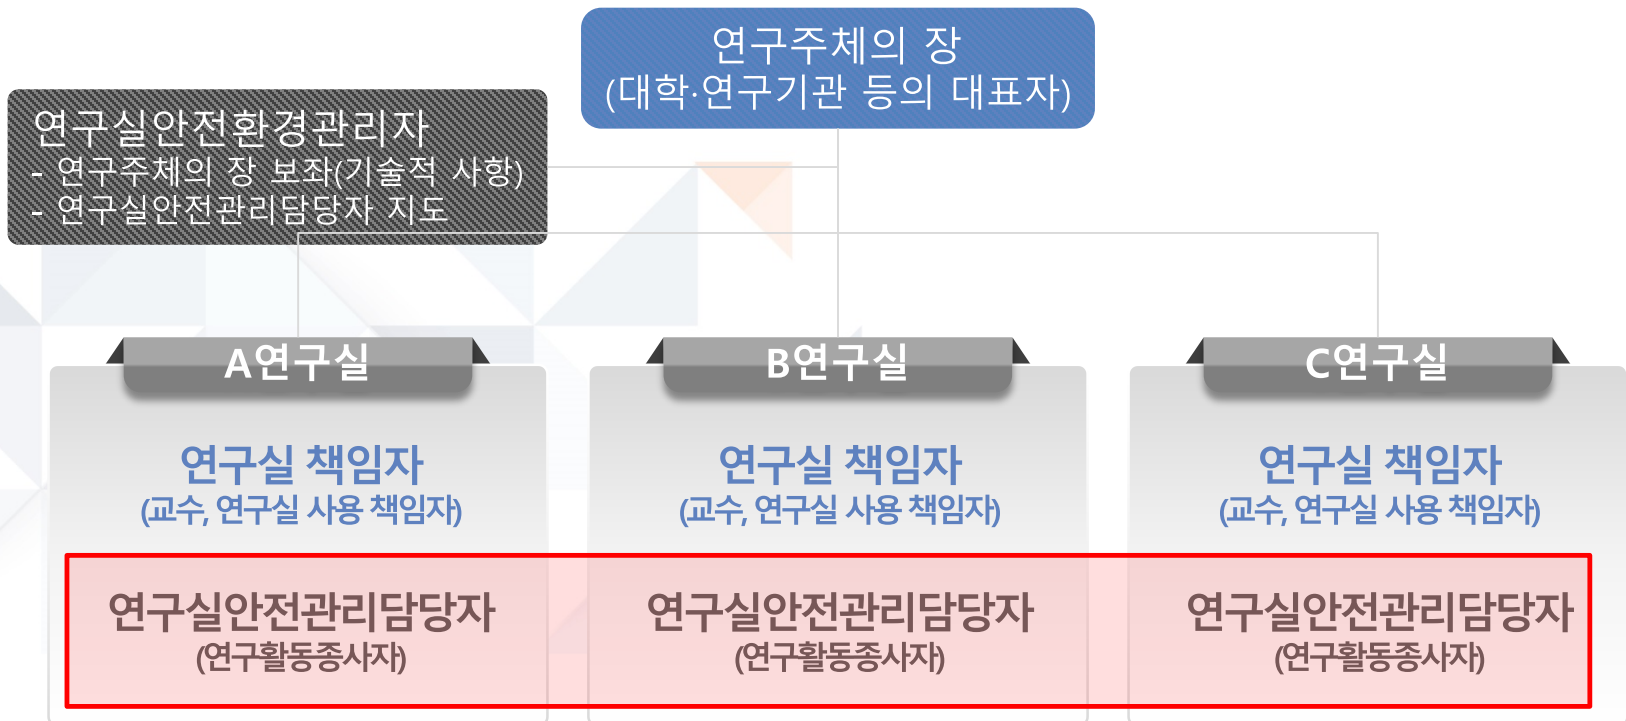 연구주체의 장
(대학·연구기관 등의 대표자)
연구실안전환경관리자
- 연구주체의 장 보좌(기술적 사항)
- 연구실안전관리담당자 지도
A연구실
연구실 책임자
(교수, 연구실 사용 책임자)
연구실안전관리담당자
(연구활동종사자)
B연구실
연구실 책임자
(교수, 연구실 사용 책임자)
연구실안전관리담당자
(연구활동종사자)
C연구실
연구실 책임자
(교수, 연구실 사용 책임자)
연구실안전관리담당자
(연구활동종사자)